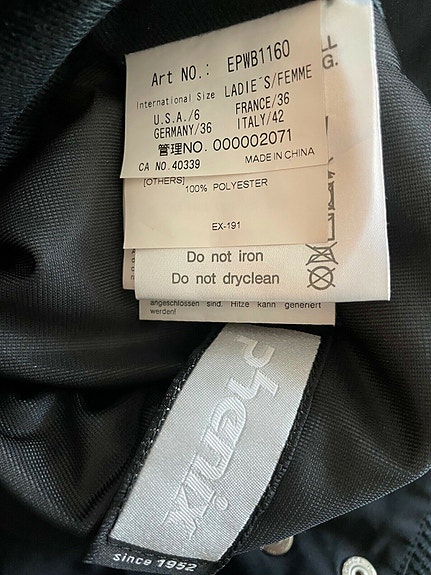 Art NO.: EPWB1160
International Size LADIE´S/FEMME
U.S.A./6 FRANCE/36
GERMANY/36 ITALY/42
管理NO. 000002071
CA NO. 40339 MADE IN CHINA
LL
G.
[OTHERS] 100% POLYESTER
EX-191
Do not iron
Do not dryclean
angeschlossen sind. Hitze kann generiert
werden!
phenix
since 1952